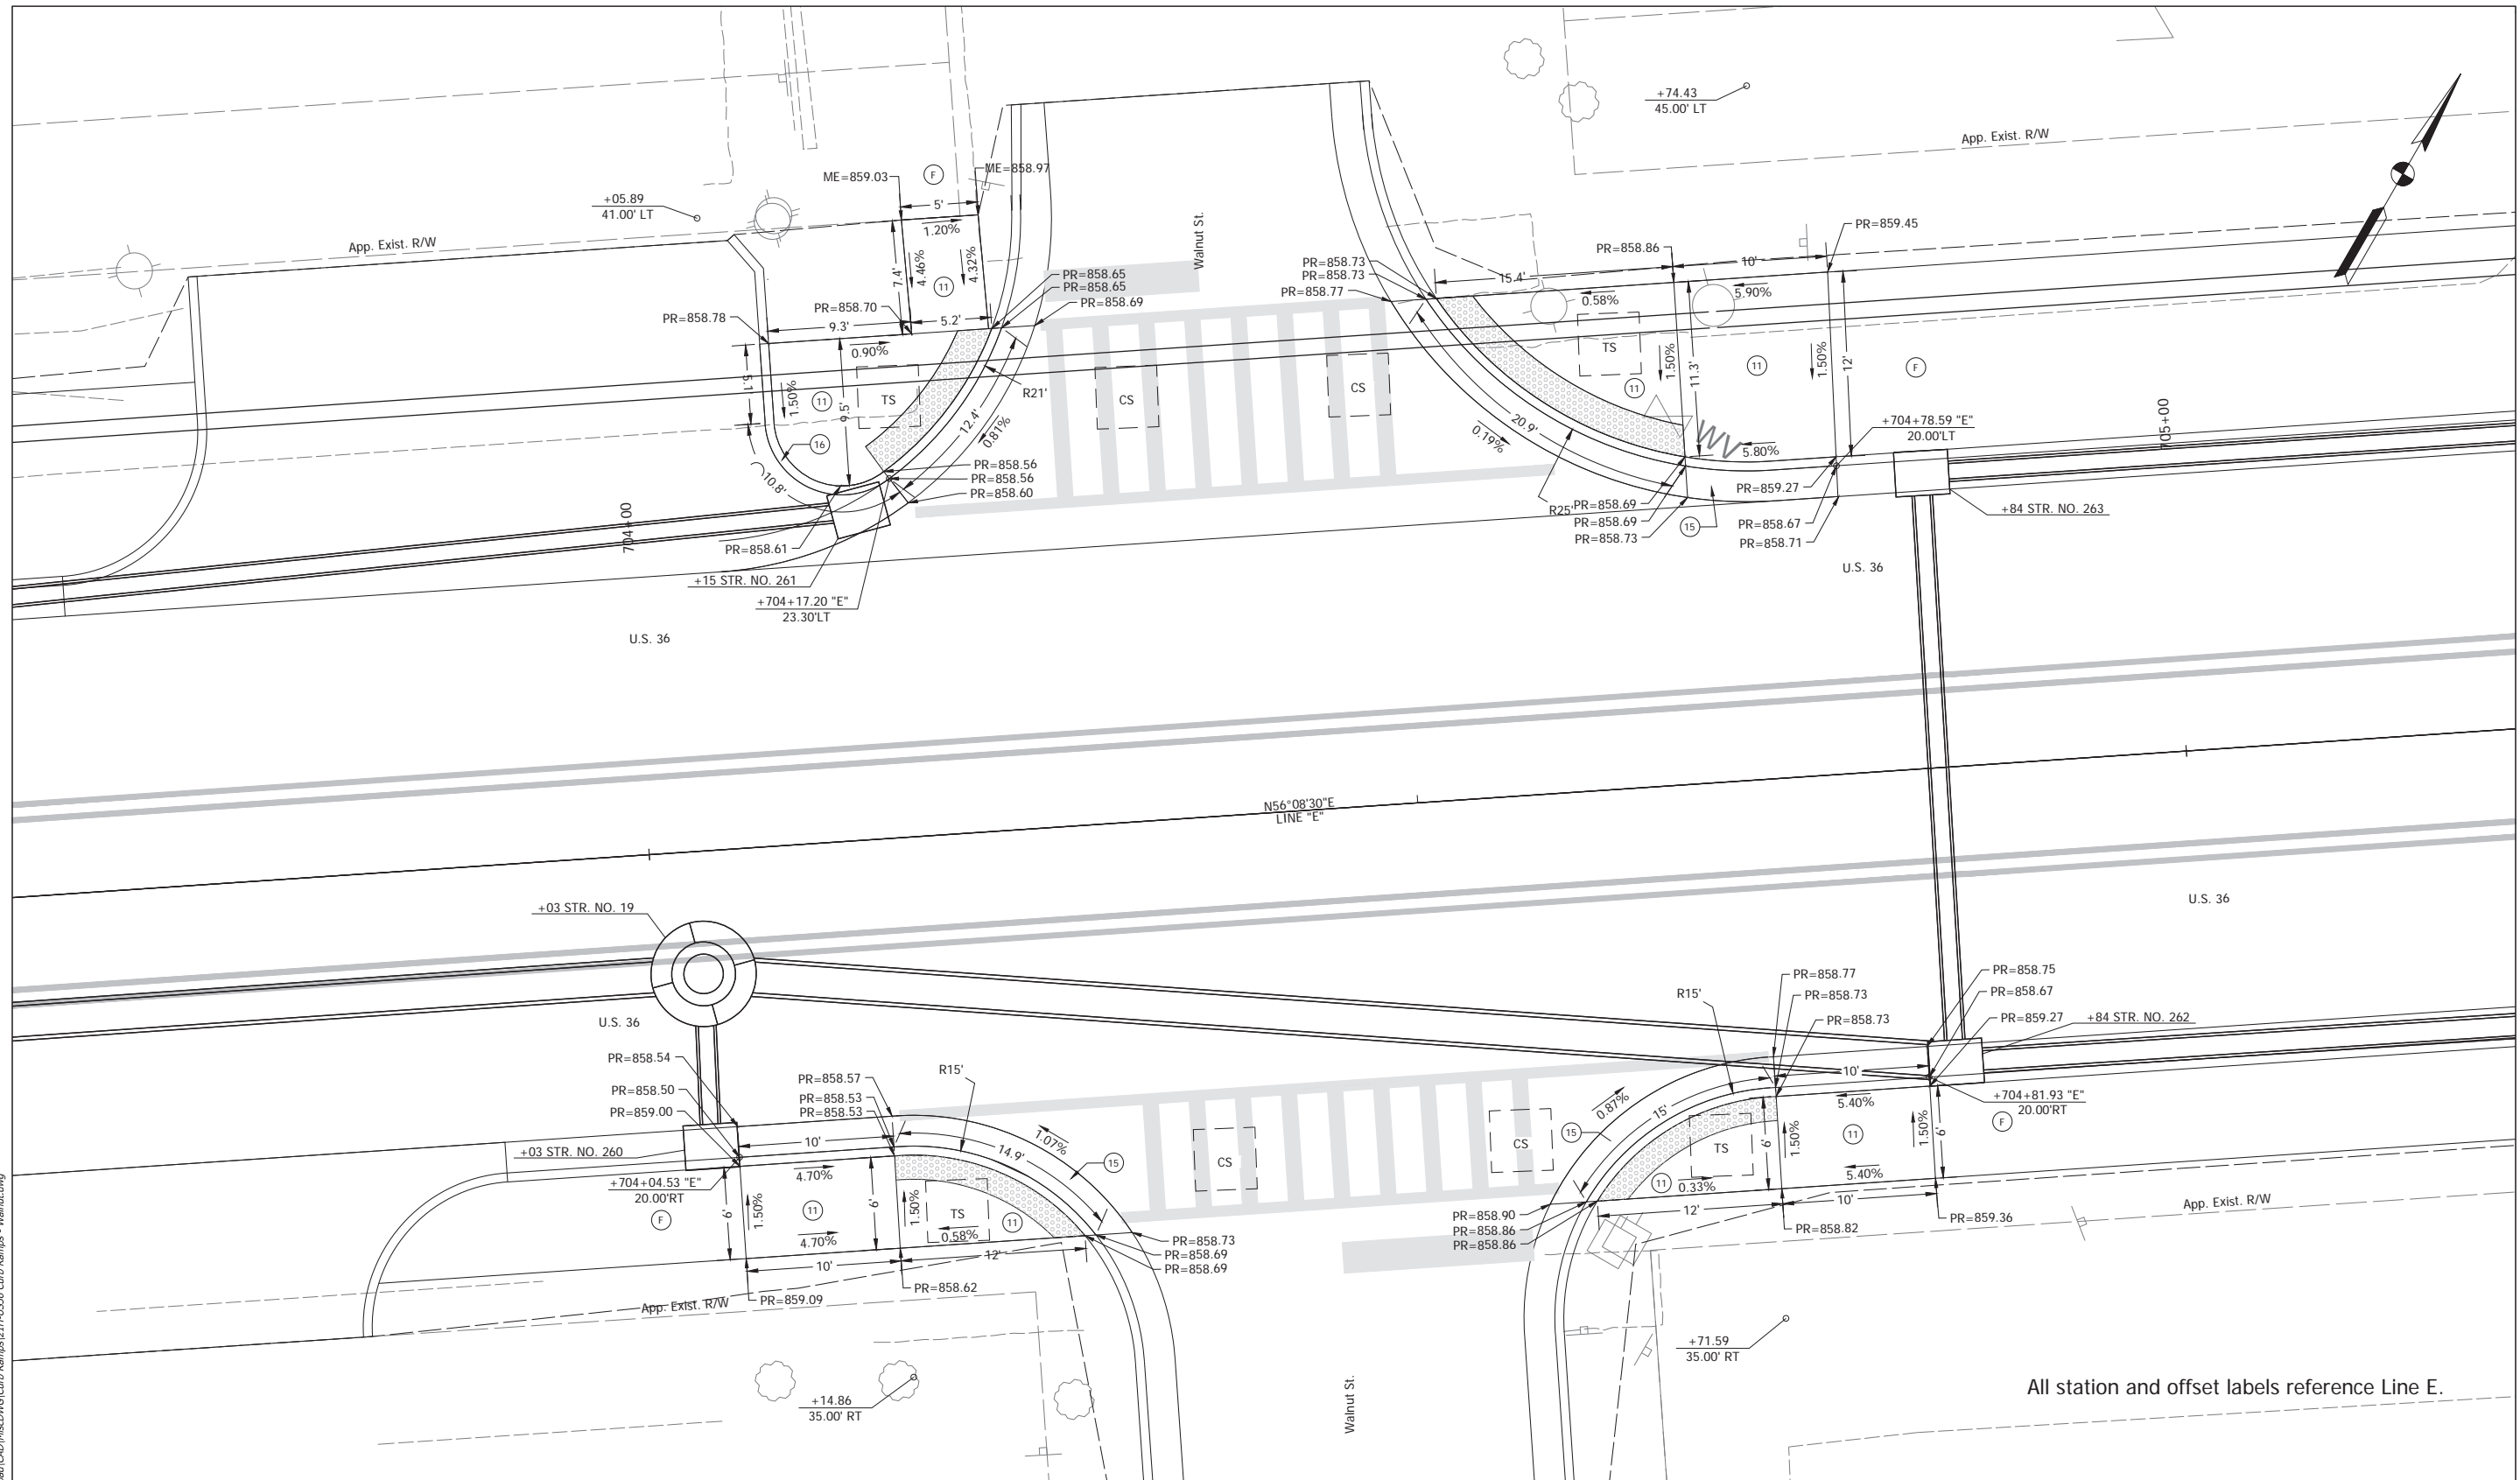 +74.43
45.00' LT
App. Exist. R/W
ME=859.03
F
ME=858.97
+05.89
41.00' LT
5'
1.20%
App. Exist. R/W
Walnut St.
7.4'
4.46%
4.32%
11
PR=858.65
PR=858.65
PR=858.69
PR=858.70
PR=858.78
9.3'
5.2'
0.90%
5.1'
1.50%
11
9.5'
TS
16
R21'
12.4'
0.81%
10.8'
PR=858.56
PR=858.56
PR=858.60
CS
CS
PR=859.45
PR=858.86
PR=858.73
PR=858.73
PR=858.77
15.4'
10'
0.58%
5.90%
TS
1.50%
11.3'
11
11
1.50%
12'
F
20.9'
0.19%
WV
5.80%
+704+78.59 "E"
20.00'LT
705+00
R25'
PR=858.69
PR=858.69
PR=858.73
15
PR=859.27
PR=858.67
PR=858.71
+84 STR. NO. 263
704+00
PR=858.61
+15 STR. NO. 261
+704+17.20 "E"
23.30'LT
U.S. 36
U.S. 36
N56°08'30"E
LINE "E"
U.S. 36
+03 STR. NO. 19
U.S. 36
PR=858.54
PR=858.50
PR=859.00
+03 STR. NO. 260
+704+04.53 "E"
20.00'RT
F
PR=858.57
PR=858.53
PR=858.53
R15'
10'
14.9'
1.07%
15
4.70%
6'
1.50%
11
6'
1.50%
TS
11
0.58%
4.70%
10'
12'
PR=858.73
PR=858.69
PR=858.69
PR=858.62
PR=859.09
App. Exist. R/W
CS
CS
R15'
PR=858.77
PR=858.73
PR=858.73
PR=858.75
PR=858.67
PR=859.27
+84 STR. NO. 262
10'
0.87%
15'
15
5.40%
+704+81.93 "E"
20.00'RT
F
6'
1.50%
11
1.50%
6'
TS
11
0.33%
5.40%
12'
10'
PR=858.90
PR=858.86
PR=858.86
PR=858.82
PR=859.36
App. Exist. R/W
+14.86
35.00' RT
Walnut St.
+71.59
35.00' RT
All station and offset labels reference Line E.